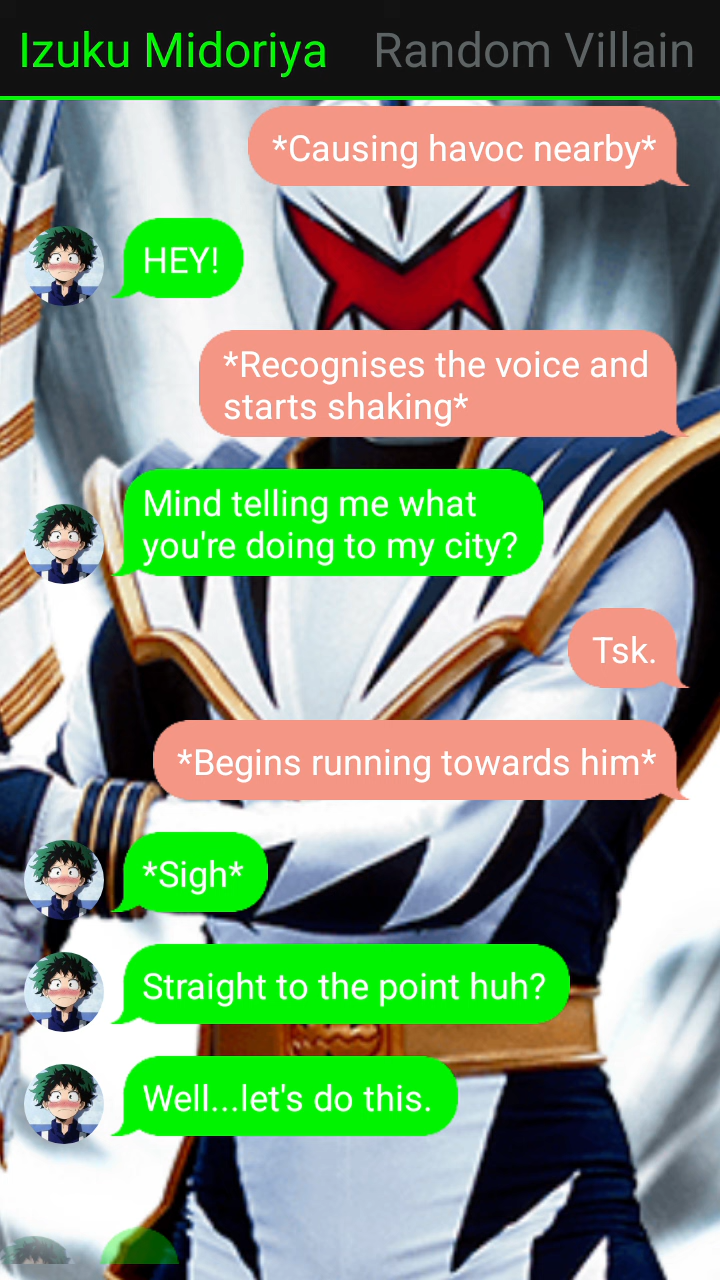 Izuku Midoriya Random Villain
*Causing havoc nearby*
HEY!
*Recognises the voice and
starts shaking*
Mind telling me what
you're doing to my city?
Tsk.
*Begins running towards him*
*Sigh*
Straight to the point huh?
Well...let's do this.